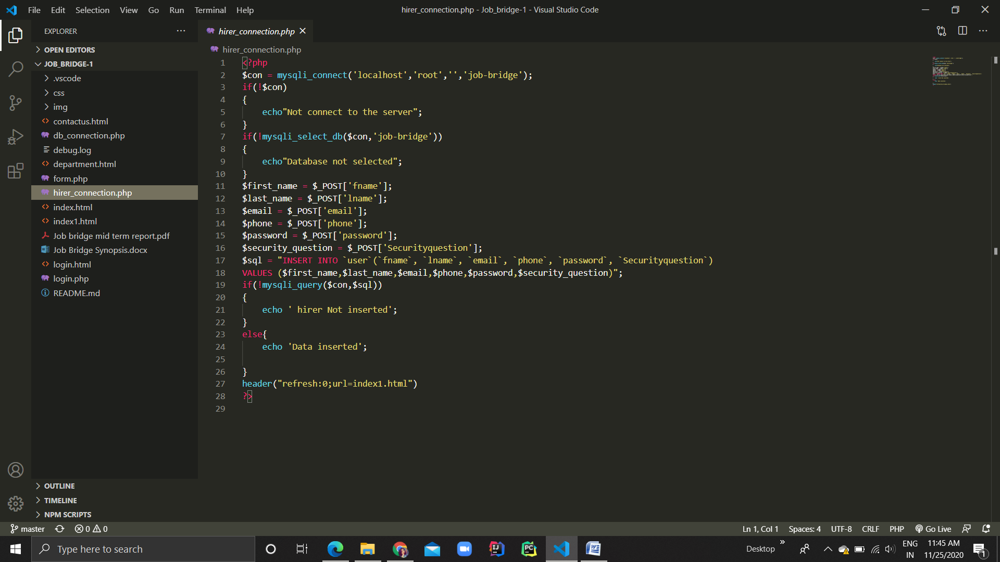 File Edit Selection View Go Run Terminal Help
hirer_connection.php - Job_bridge-1 - Visual Studio Code
EXPLORER
OPEN EDITORS
JOB_BRIDGE-1
.vscode
css
img
contactus.html
db_connection.php
debug.log
department.html
form.php
hirer_connection.php
index.html
index1.html
Job bridge mid term report.pdf
Job Bridge Synopsis.docx
login.html
login.php
README.md
OUTLINE
TIMELINE
NPM SCRIPTS
hirer_connection.php
hirer_connection.php
1 <?php
2 $con = mysqli_connect('localhost','root','','job-bridge');
3 if(!$con)
4 {
5     echo"Not connect to the server";
6 }
7 if(!mysqli_select_db($con,'job-bridge'))
8 {
9     echo"Database not selected";
10 }
11 $first_name = $_POST['fname'];
12 $last_name = $_POST['lname'];
13 $email = $_POST['email'];
14 $phone = $_POST['phone'];
15 $password = $_POST['password'];
16 $security_question = $_POST['Securityquestion'];
17 $sql = "INSERT INTO `user`(`fname`, `lname`, `email`, `phone`, `password`, `Securityquestion`)
18 VALUES ($first_name,$last_name,$email,$phone,$password,$security_question)";
19 if(!mysqli_query($con,$sql))
20 {
21     echo ' hirer Not inserted';
22 }
23 else{
24     echo 'Data inserted';
25
26 }
27 header("refresh:0;url=index1.html")
28 ?>
29
master 0 0
Ln 1, Col 1 Spaces: 4 UTF-8 CRLF PHP Go Live
Type here to search
Desktop
ENG
IN
11:45 AM
11/25/2020
1